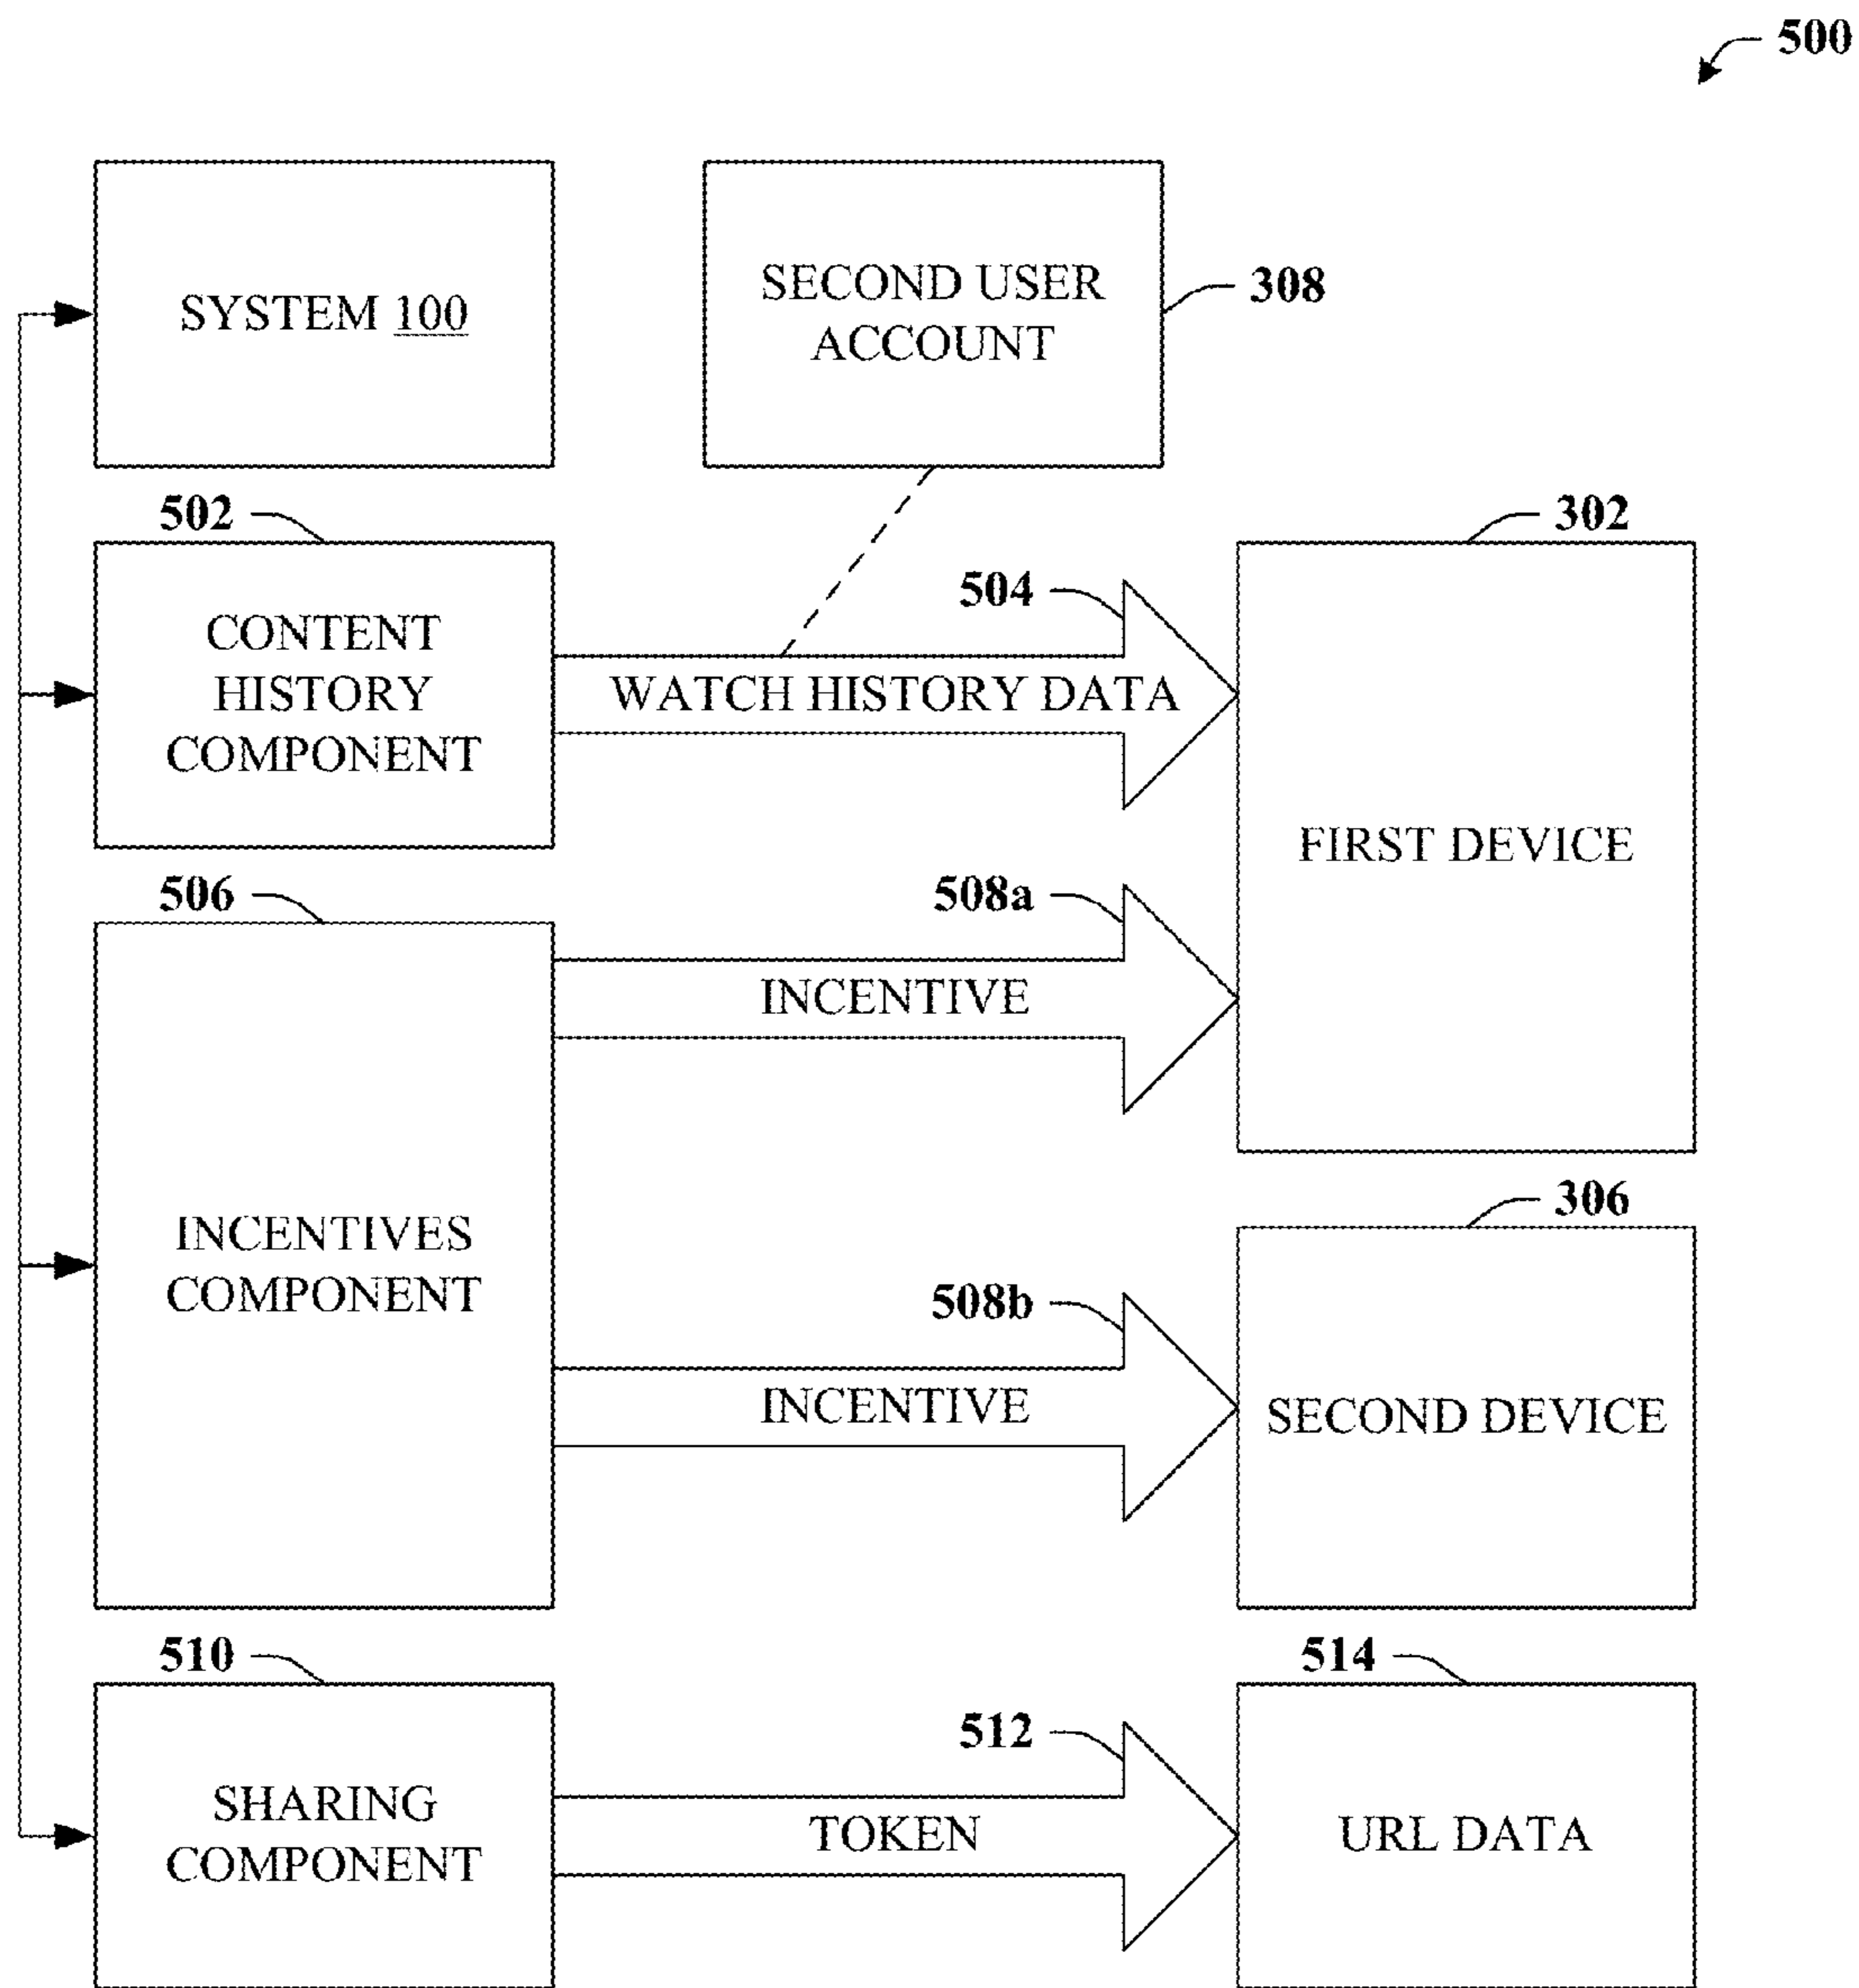 500
SYSTEM 100
SECOND USER
ACCOUNT
308
502
CONTENT
HISTORY
COMPONENT
504
WATCH HISTORY DATA
302
FIRST DEVICE
506
INCENTIVES
COMPONENT
508a
INCENTIVE
508b
INCENTIVE
306
SECOND DEVICE
510
SHARING
COMPONENT
512
TOKEN
514
URL DATA